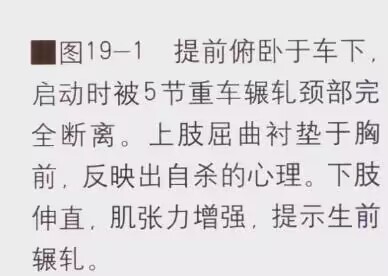 ■图19-1 提前俯卧于车下,
启动时被5节重车辗轧颈部完
全断离。上肢屈曲衬垫于胸
前, 反映出自杀的心理。下肢
伸直, 肌张力增强, 提示生前
辗轧。